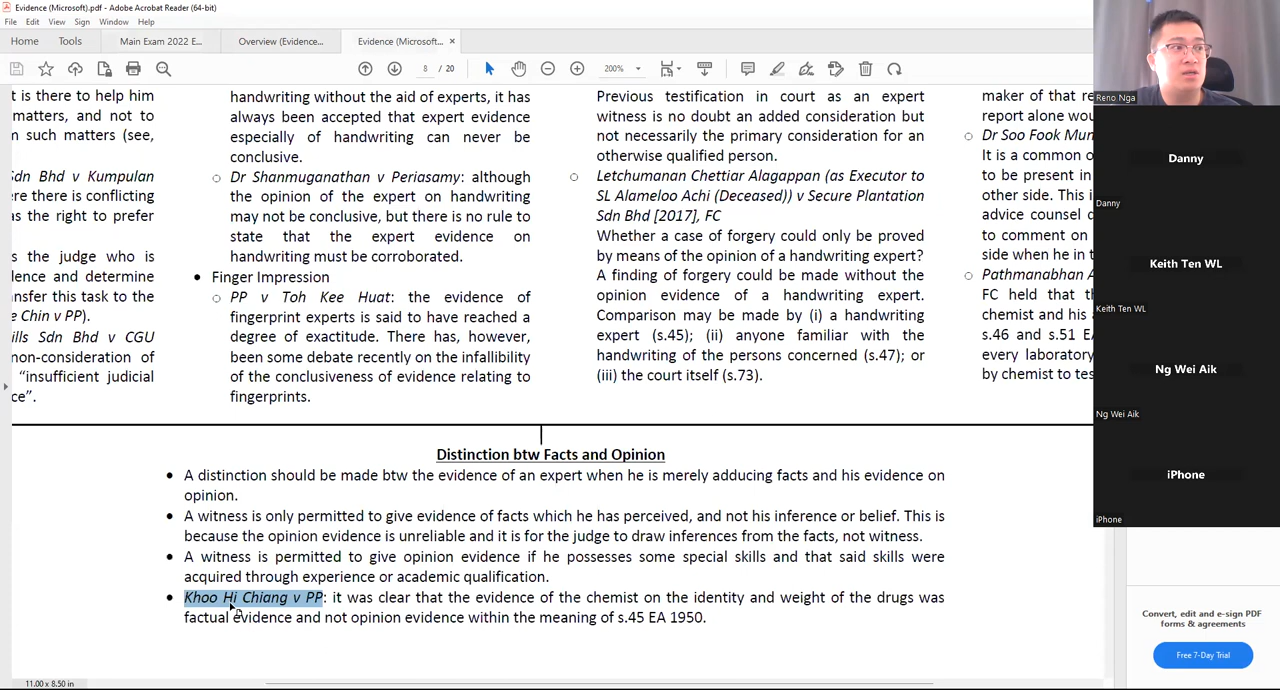 Evidence (Microsoft).pdf - Adobe Acrobat Reader (64-bit)
File Edit View Sign Window Help
Home Tools Main Exam 2022 E... Overview (Evidence... Evidence (Microsoft... ×
8 / 20 200%
t is there to help him
matters, and not to
m such matters (see,
Sdn Bhd v Kumpulan
re there is conflicting
as the right to prefer
s the judge who is
lence and determine
nsfer this task to the
e Chin v PP).
ills Sdn Bhd v CGU
non-consideration of
"insufficient judicial
ce".
handwriting without the aid of experts, it has
always been accepted that expert evidence
especially of handwriting can never be
conclusive.
○ Dr Shanmuganathan v Periasamy: although
the opinion of the expert on handwriting
may not be conclusive, but there is no rule to
state that the expert evidence on
handwriting must be corroborated.
• Finger Impression
○ PP v Toh Kee Huat: the evidence of
fingerprint experts is said to have reached a
degree of exactitude. There has, however,
been some debate recently on the infallibility
of the conclusiveness of evidence relating to
fingerprints.
Previous testification in court as an expert
witness is no doubt an added consideration but
not necessarily the primary consideration for an
otherwise qualified person.
○ Letchumanan Chettiar Alagappan (as Executor to
SL Alameloo Achi (Deceased)) v Secure Plantation
Sdn Bhd [2017], FC
Whether a case of forgery could only be proved
by means of the opinion of a handwriting expert?
A finding of forgery could be made without the
opinion evidence of a handwriting expert.
Comparison may be made by (i) a handwriting
expert (s.45); (ii) anyone familiar with the
handwriting of the persons concerned (s.47); or
(iii) the court itself (s.73).
maker of that re
report alone wou
○ Dr Soo Fook Mun
It is a common o
to be present in
other side. This i
advice counsel d
to comment on
side when he in t
○ Pathmanabhan A
FC held that th
chemist and his a
s.46 and s.51 EA
every laboratory
by chemist to tes
Distinction btw Facts and Opinion
• A distinction should be made btw the evidence of an expert when he is merely adducing facts and his evidence on
opinion.
• A witness is only permitted to give evidence of facts which he has perceived, and not his inference or belief. This is
because the opinion evidence is unreliable and it is for the judge to draw inferences from the facts, not witness.
• A witness is permitted to give opinion evidence if he possesses some special skills and that said skills were
acquired through experience or academic qualification.
• Khoo Hi Chiang v PP: it was clear that the evidence of the chemist on the identity and weight of the drugs was
factual evidence and not opinion evidence within the meaning of s.45 EA 1950.
11.00 x 8.50 in
Reno Nga
Danny
Danny
Keith Ten WL
Keith Ten WL
Ng Wei Aik
Ng Wei Aik
iPhone
iPhone
Convert, edit and e-sign PDF
forms & agreements
Free 7-Day Trial